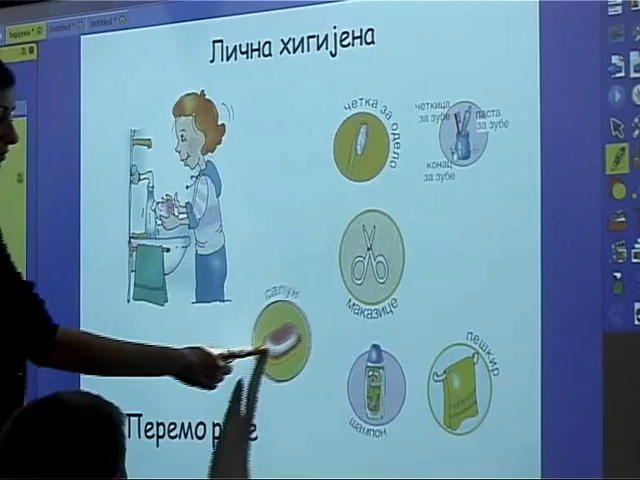 Лична хигијена
четка за одело
четкица
за зубе
паста
за зубе
конац
за зубе
маказице
сапун
пешкир
шампон
Перемо